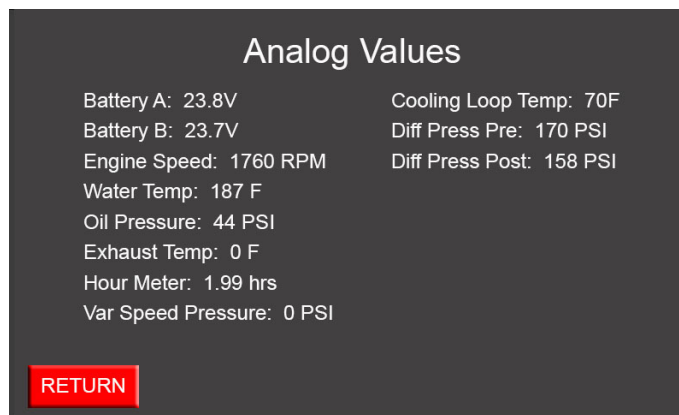 Analog Values
Battery A: 23.8V
Battery B: 23.7V
Engine Speed: 1760 RPM
Water Temp: 187 F
Oil Pressure: 44 PSI
Exhaust Temp: 0 F
Hour Meter: 1.99 hrs
Var Speed Pressure: 0 PSI
Cooling Loop Temp: 70F
Diff Press Pre: 170 PSI
Diff Press Post: 158 PSI
RETURN